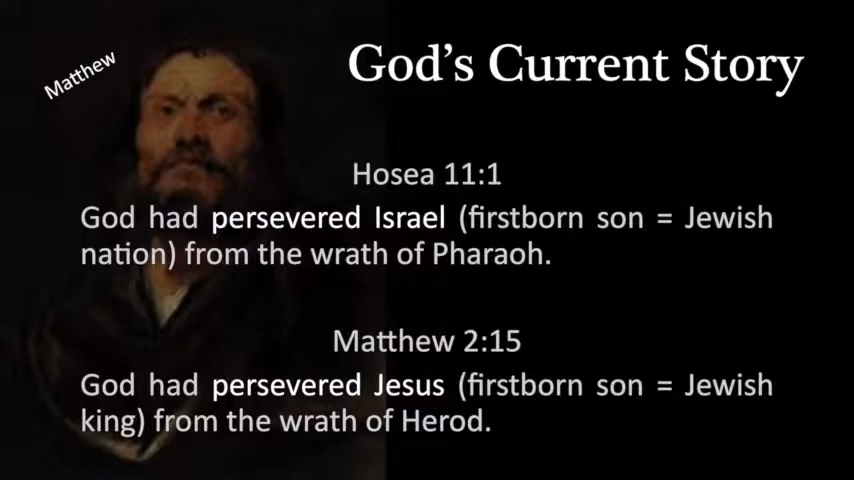 Matthew
God's Current Story
Hosea 11:1
God had persevered Israel (firstborn son = Jewish
nation) from the wrath of Pharaoh.
Matthew 2:15
God had persevered Jesus (firstborn son = Jewish
king) from the wrath of Herod.